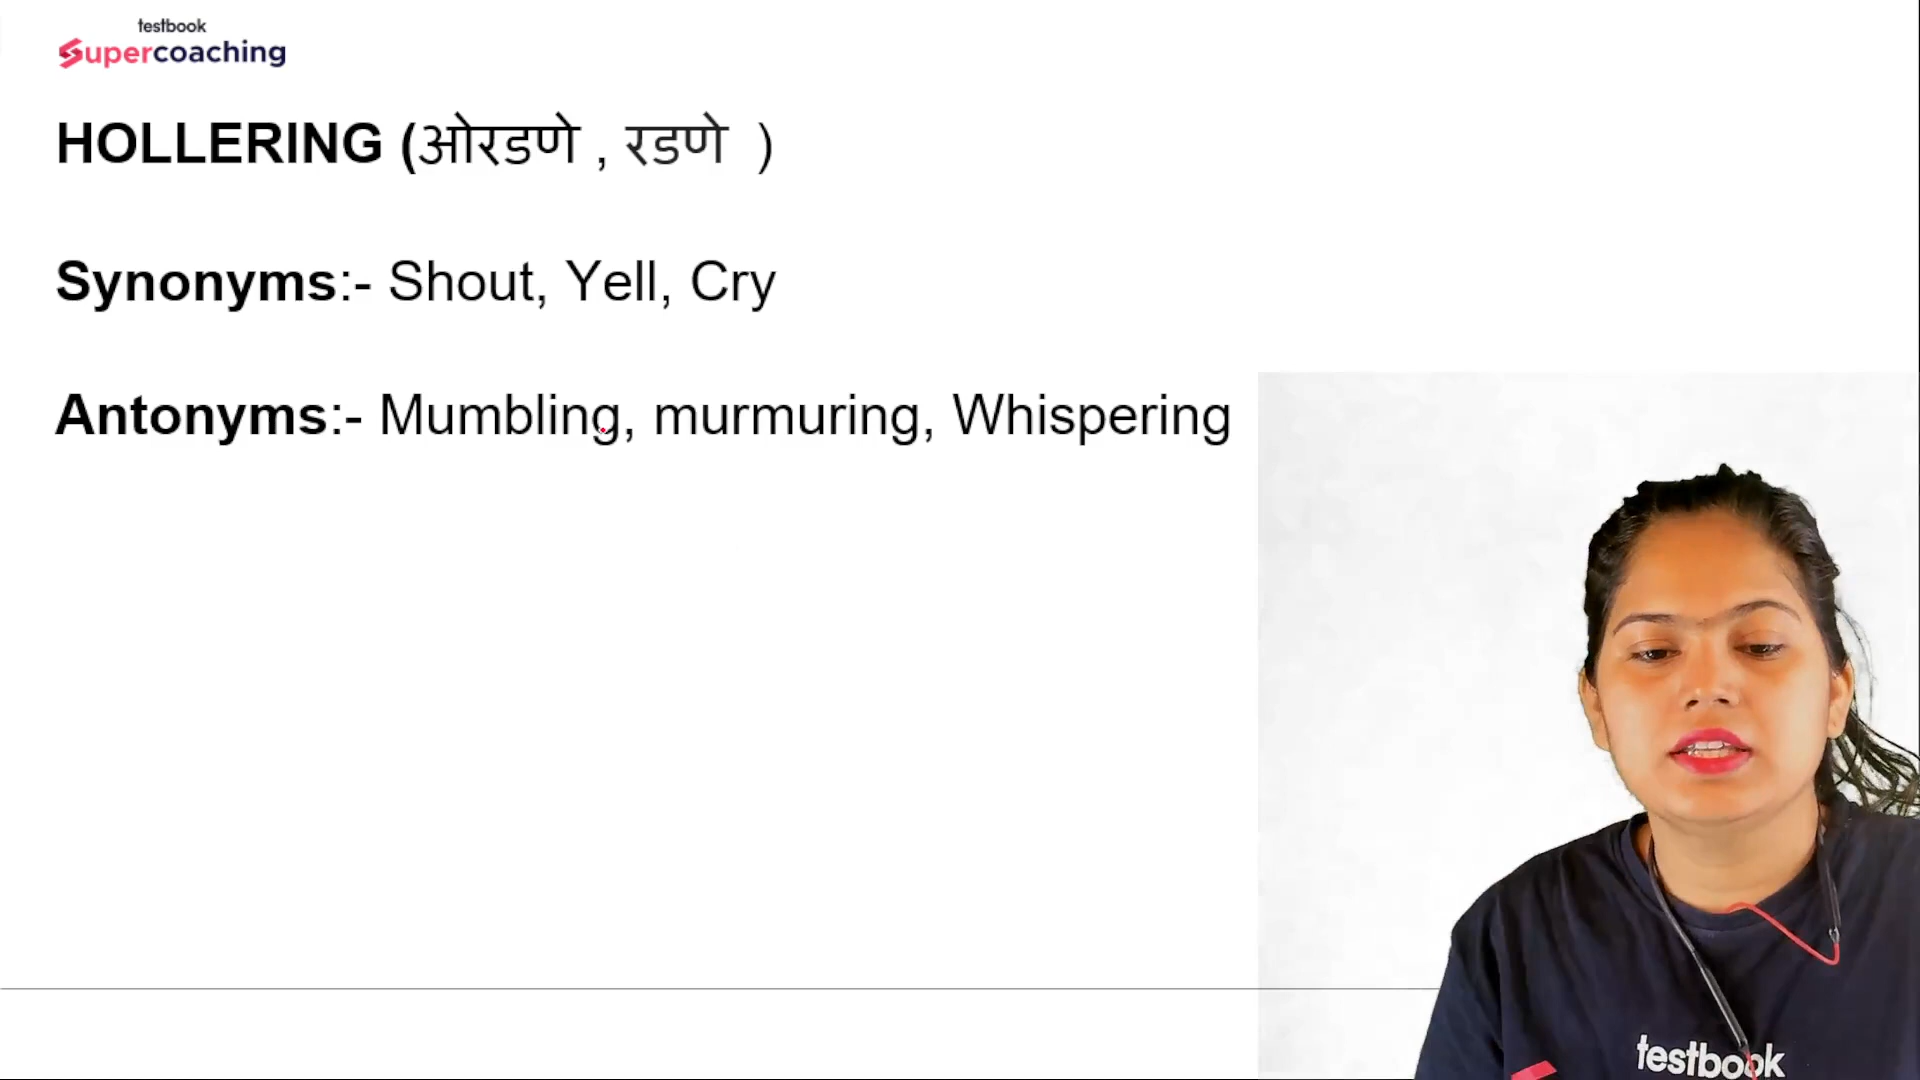 testbook
Supercoaching
HOLLERING (ओरडणे , रडणे )
Synonyms:- Shout, Yell, Cry
Antonyms:- Mumbling, murmuring, Whispering
testbook